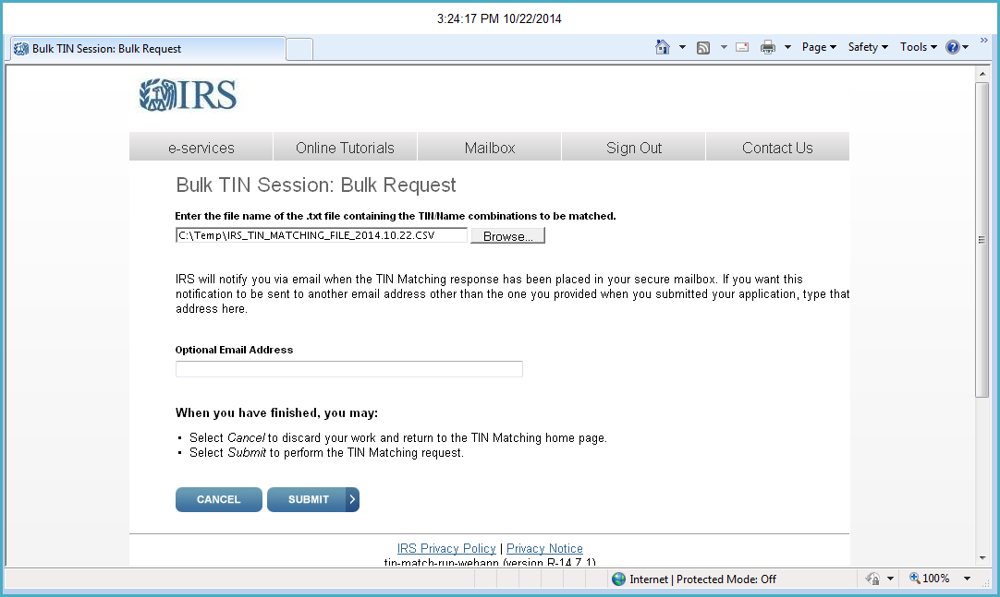 3:24:17 PM 10/22/2014
Bulk TIN Session: Bulk Request
Page Safety Tools »
IRS
e-services Online Tutorials Mailbox Sign Out Contact Us
Bulk TIN Session: Bulk Request
Enter the file name of the .txt file containing the TIN/Name combinations to be matched.
C:\Temp\IRS_TIN_MATCHING_FILE_2014.10.22.CSV Browse...
IRS will notify you via email when the TIN Matching response has been placed in your secure mailbox. If you want this
notification to be sent to another email address other than the one you provided when you submitted your application, type that
address here.
Optional Email Address
When you have finished, you may:
• Select Cancel to discard your work and return to the TIN Matching home page.
• Select Submit to perform the TIN Matching request.
CANCEL SUBMIT >
IRS Privacy Policy | Privacy Notice
tin-match-run-webapp (version R-14.7.1)
Internet | Protected Mode: Off 100%